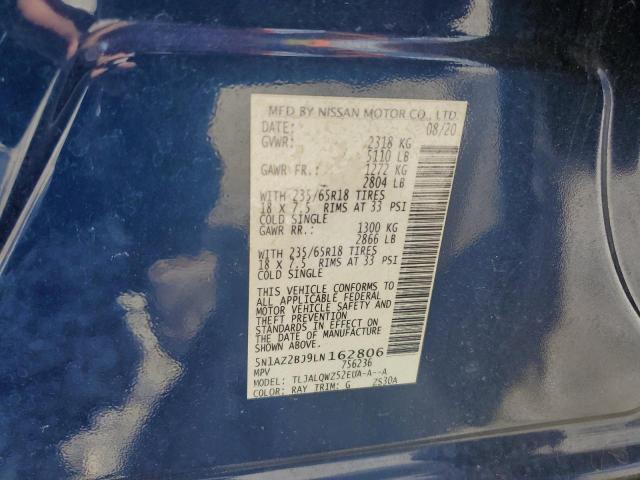 MFD BY NISSAN MOTOR CO., LTD
DATE: 08/20
GVWR: 2318 KG
5110 LB
GAWR FR.: 1272 KG
2804 LB
WITH 235/65R18 TIRES
18 X 7.5 RIMS AT 33 PSI
COLD SINGLE
GAWR RR.: 1300 KG
2866 LB
WITH 235/65R18 TIRES
18 X 7.5 RIMS AT 33 PSI
COLD SINGLE
THIS VEHICLE CONFORMS TO
ALL APPLICABLE FEDERAL
MOTOR VEHICLE SAFETY AND
THEFT PREVENTION
STANDARDS IN EFFECT ON
THE DATE OF MANUFACTURE
SHOWN ABOVE.
5N1AZ2BJ9LN162806
MPV 756236
MODEL: TLJALQWZ52EUA-A--A
COLOR: RAY TRIM: G ZS30A